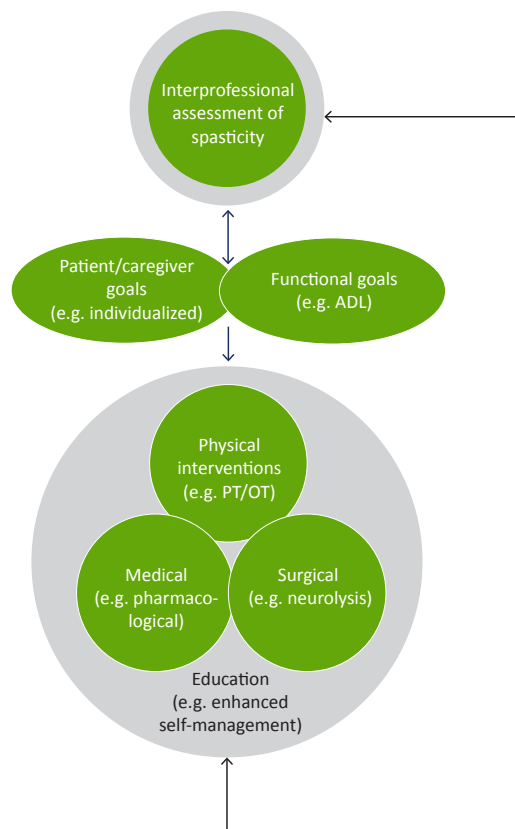 Interprofessional
assessment of
spasticity
Patient/caregiver
goals
(e.g. individualized)
Functional goals
(e.g. ADL)
Physical
interventions
(e.g. PT/OT)
Medical
(e.g. pharmaco-
logical)
Surgical
(e.g. neurolysis)
Education
(e.g. enhanced
self-management)